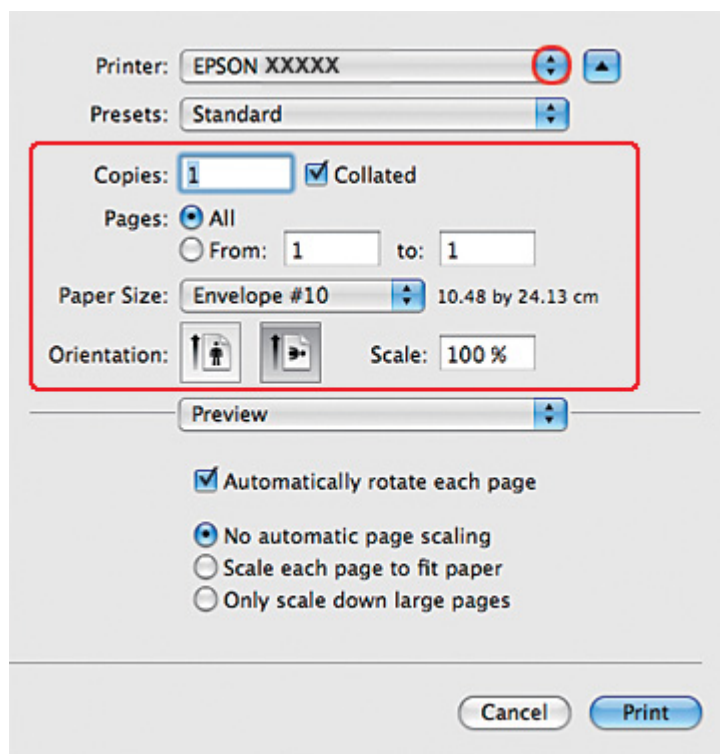 Printer: EPSON XXXXX
Presets: Standard
Copies: 1 Collated
Pages: All
From: 1 to: 1
Paper Size: Envelope #10 10.48 by 24.13 cm
Orientation: Scale: 100 %
Preview
Automatically rotate each page
No automatic page scaling
Scale each page to fit paper
Only scale down large pages
Cancel Print